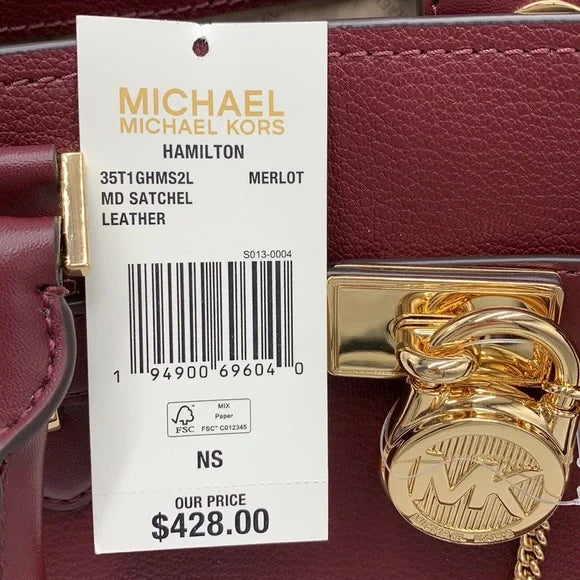 MICHAEL
MICHAEL KORS
HAMILTON
35T1GHMS2L MERLOT
MD SATCHEL
LEATHER
S013-0004
1 94900 69604 0
FSC
MIX
Paper
FSC™ C012345
NS
OUR PRICE
$428.00
MK
MICHAEL KORS